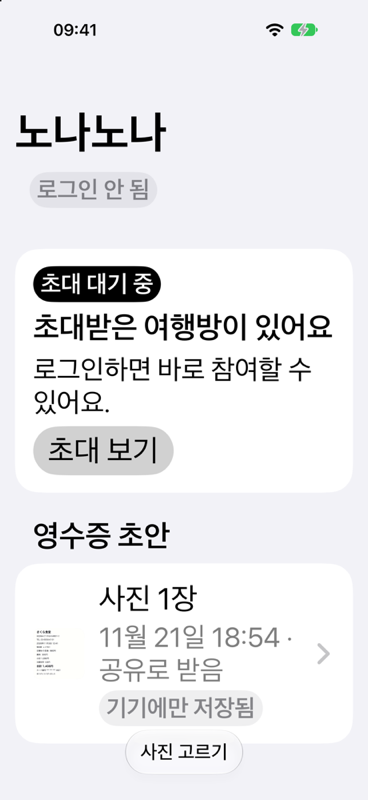 09:41
노나노나
로그인 안 됨
초대 대기 중
초대받은 여행방이 있어요
로그인하면 바로 참여할 수
있어요.
초대 보기
영수증 초안
사진 1장
11월 21일 18:54 ·
공유로 받음
기기에만 저장됨
사진 고르기